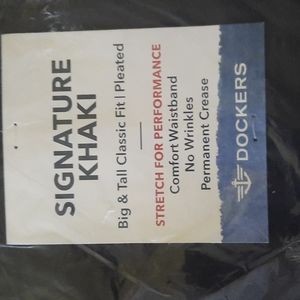 SIGNATURE
KHAKI
Big & Tall Classic Fit | Pleated
STRETCH FOR PERFORMANCE
Comfort Waistband
No Wrinkles
Permanent Crease
DOCKERS